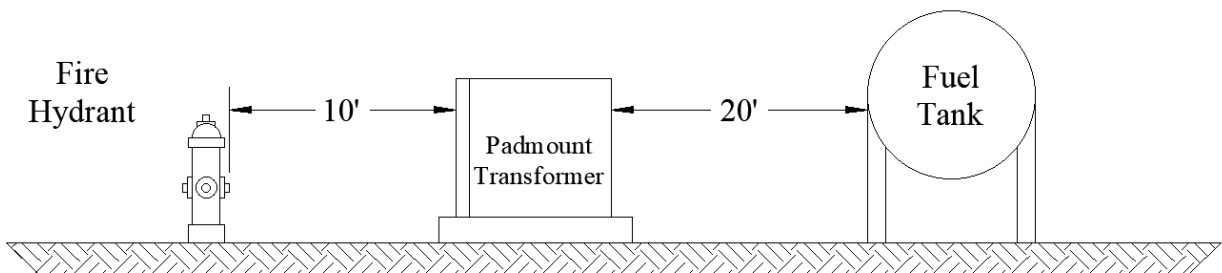 Fire
Hydrant
10'
Padmount
Transformer
20'
Fuel
Tank